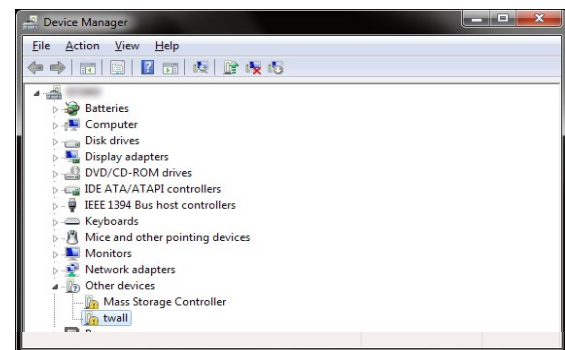 Device Manager
File Action View Help
Batteries
Computer
Disk drives
Display adapters
DVD/CD-ROM drives
IDE ATA/ATAPI controllers
IEEE 1394 Bus host controllers
Keyboards
Mice and other pointing devices
Monitors
Network adapters
Other devices
Mass Storage Controller
twall